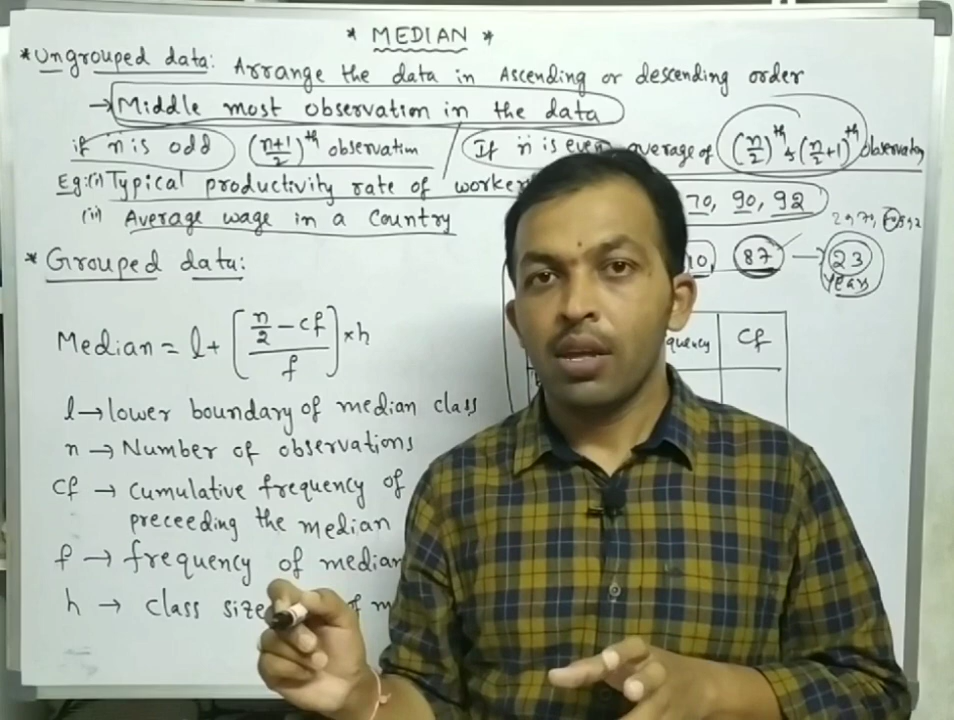 * MEDIAN *
* Ungrouped data: Arrange the data in Ascending or descending order
→ Middle most observation in the data
if n is odd (n+1/2)th observation / If n is even average of (n/2)th & (n/2+1)th observation
Eg:(i) Typical productivity rate of worker 70, 90, 92
(ii) Average wage in a Country
10, 87 → 23
years
* Grouped data:
Median = l + [(n/2 - cf)/f] × h
quency Cf
l → lower boundary of median class
n → Number of observations
Cf → Cumulative frequency of
preceeding the median
f → frequency of median
h → class size of m